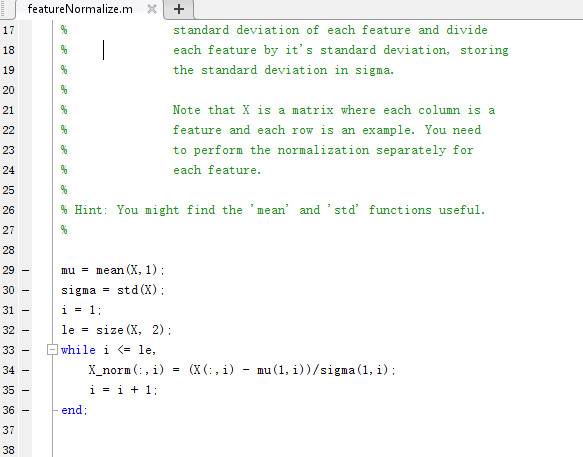 featureNormalize.m × +
17 % standard deviation of each feature and divide
18 % each feature by it's standard deviation, storing
19 % the standard deviation in sigma.
20 %
21 % Note that X is a matrix where each column is a
22 % feature and each row is an example. You need
23 % to perform the normalization separately for
24 % each feature.
25 %
26 % Hint: You might find the 'mean' and 'std' functions useful.
27 %
28
29 – mu = mean(X,1);
30 – sigma = std(X);
31 – i = 1;
32 – le = size(X, 2);
33 – while i <= le,
34 – X_norm(:,i) = (X(:,i) - mu(1,i))/sigma(1,i);
35 – i = i + 1;
36 – end;
37
38